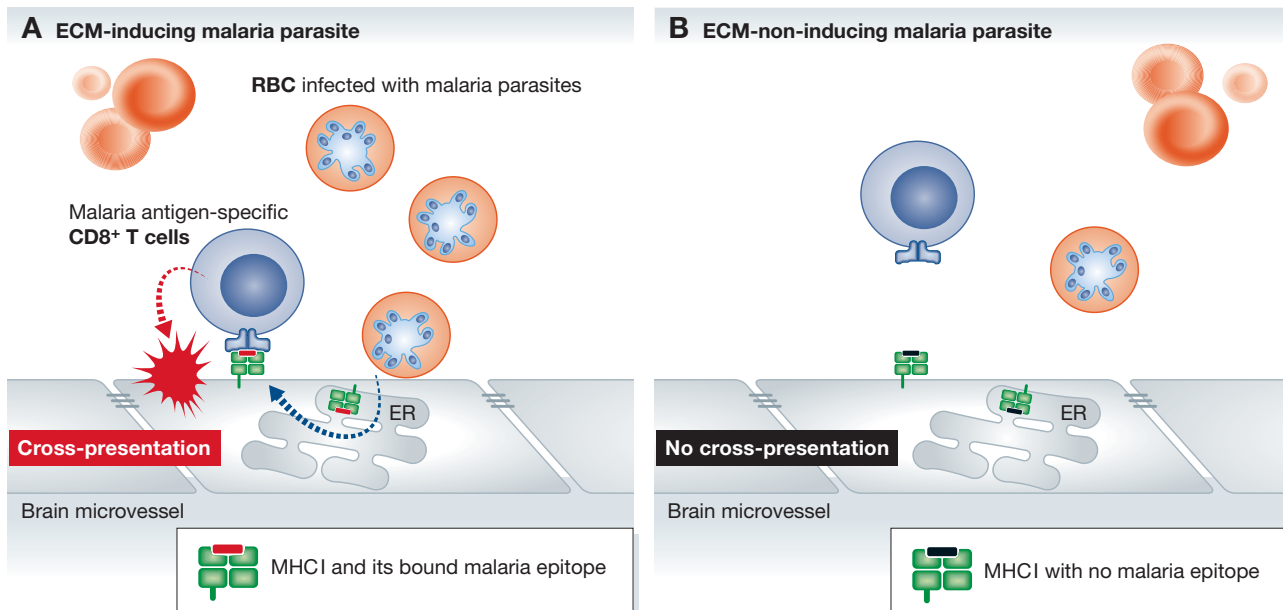 A ECM-inducing malaria parasite
RBC infected with malaria parasites
Malaria antigen-specific
CD8⁺ T cells
ER
Cross-presentation
Brain microvessel
MHCI and its bound malaria epitope
B ECM-non-inducing malaria parasite
ER
No cross-presentation
Brain microvessel
MHCI with no malaria epitope